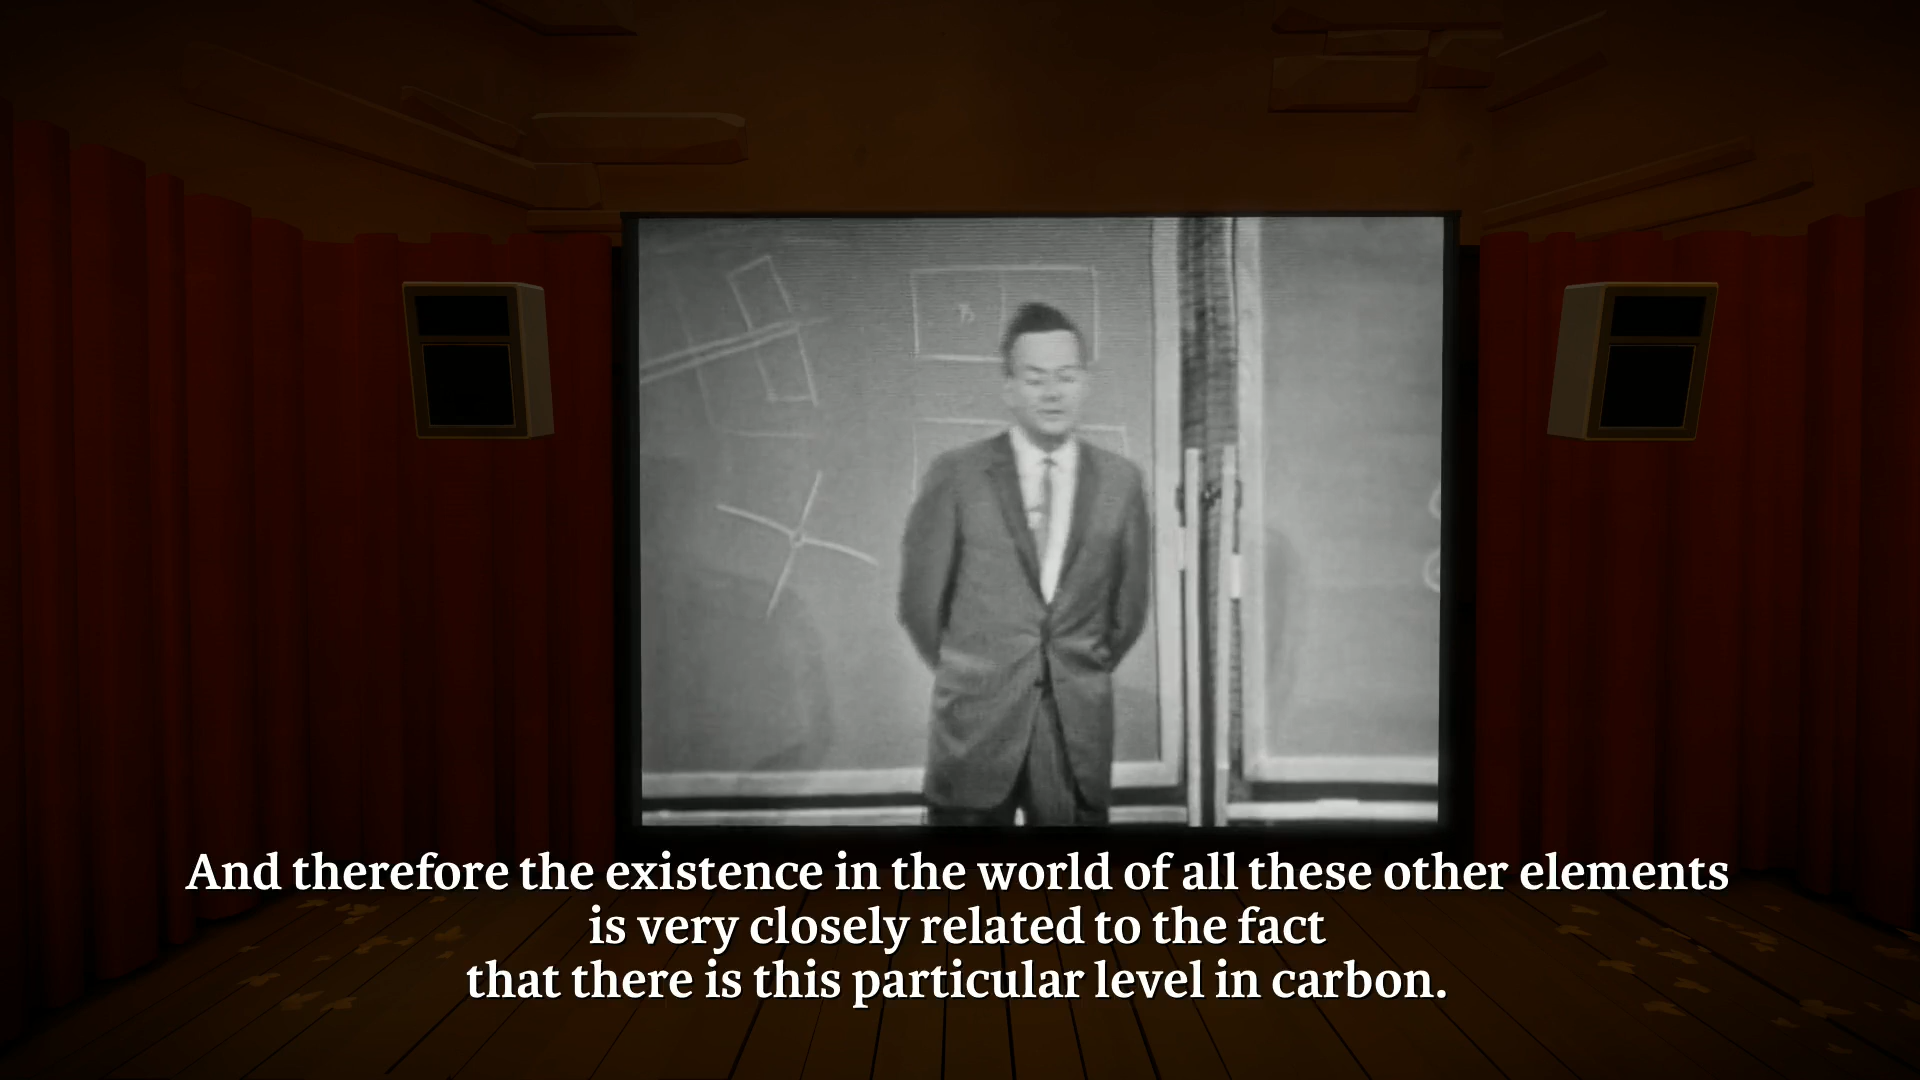 And therefore the existence in the world of all these other elements
is very closely related to the fact
that there is this particular level in carbon.